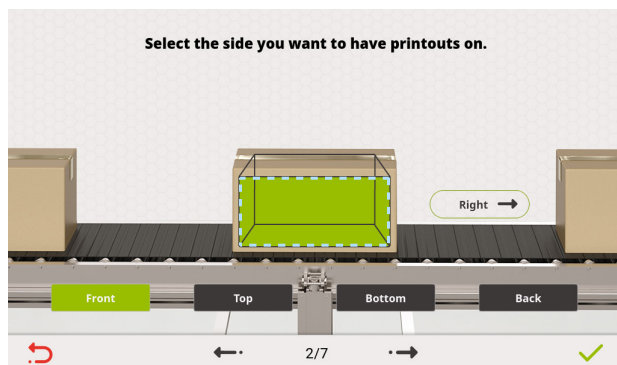 Select the side you want to have printouts on.
Right
Front
Top
Bottom
Back
2/7